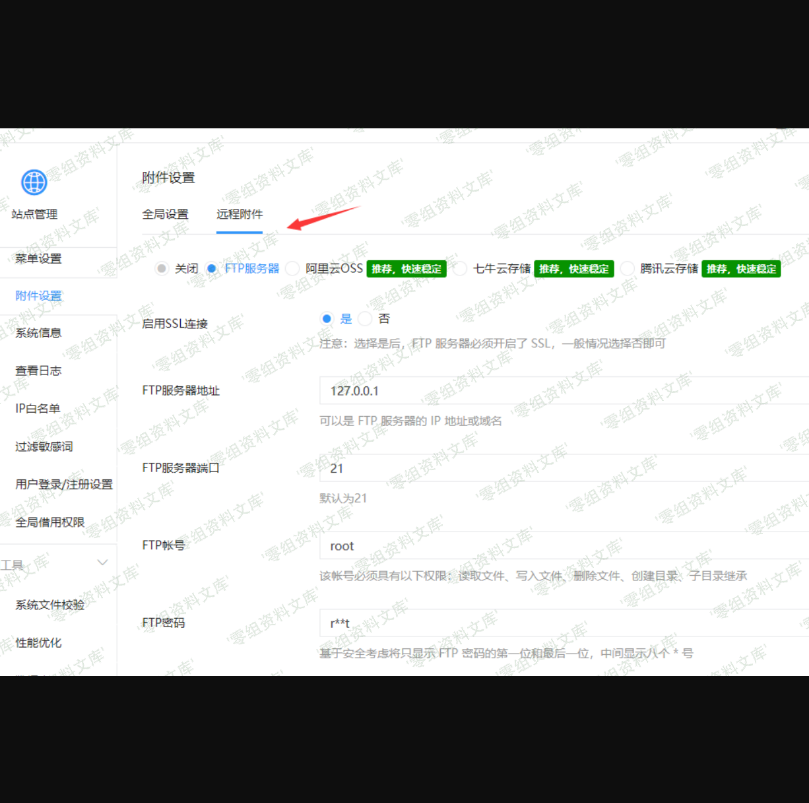 附件设置
站点管理
全局设置 远程附件
菜单设置
关闭 FTP服务器 阿里云OSS 推荐，快速稳定 七牛云存储 推荐，快速稳定 腾讯云存储 推荐，快速稳定
附件设置
启用SSL连接 是 否
系统信息
注意：选择是后，FTP 服务器必须开启了 SSL，一般情况选择否即可
查看日志
FTP服务器地址 127.0.0.1
IP白名单
可以是 FTP 服务器的 IP 地址或域名
过滤敏感词
FTP服务器端口 21
用户登录/注册设置
默认为21
全局借用权限
FTP帐号 root
工具
该帐号必须具有以下权限：读取文件、写入文件、删除文件、创建目录、子目录继承
系统文件校验
FTP密码 r**t
性能优化
基于安全考虑将只显示 FTP 密码的第一位和最后一位，中间显示八个 * 号
'零组资料文库'